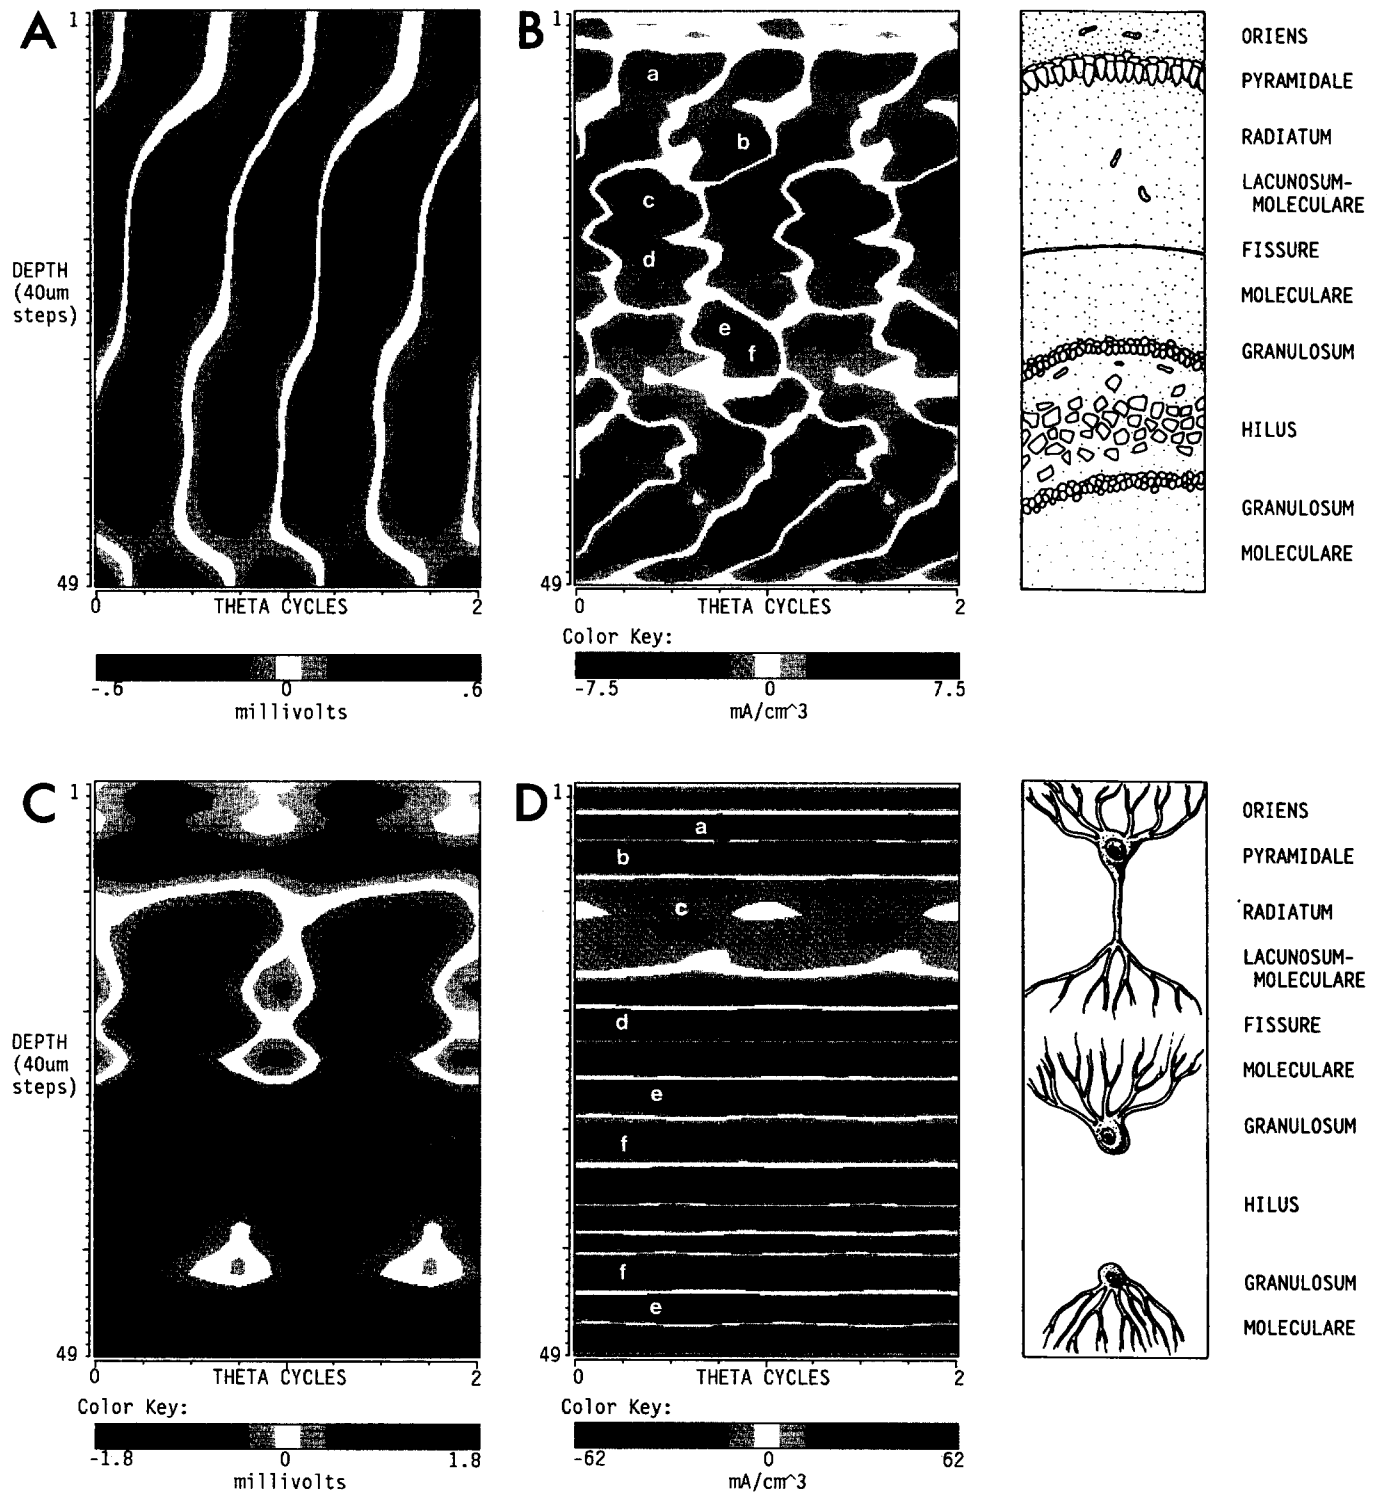 A
B
1
1
a
b
c
d
e
f
ORIENS
PYRAMIDALE
RADIATUM
LACUNOSUM-
MOLECULARE
FISSURE
MOLECULARE
GRANULOSUM
HILUS
GRANULOSUM
MOLECULARE
DEPTH
(40um
steps)
49
49
0 THETA CYCLES 2
0 THETA CYCLES 2
Color Key:
-.6 0 .6
millivolts
-7.5 0 7.5
mA/cm^3
C
D
1
1
a
b
c
d
e
f
f
e
ORIENS
PYRAMIDALE
RADIATUM
LACUNOSUM-
MOLECULARE
FISSURE
MOLECULARE
GRANULOSUM
HILUS
GRANULOSUM
MOLECULARE
DEPTH
(40um
steps)
49
49
0 THETA CYCLES 2
0 THETA CYCLES 2
Color Key:
Color Key:
-1.8 0 1.8
millivolts
-62 0 62
mA/cm^3